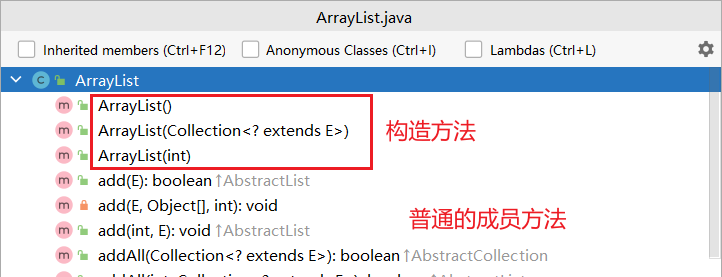 ArrayList.java
Inherited members (Ctrl+F12) Anonymous Classes (Ctrl+I) Lambdas (Ctrl+L)
C ArrayList
m ArrayList()
m ArrayList(Collection<? extends E>)
构造方法
m ArrayList(int)
m add(E): boolean ↑AbstractList
m add(E, Object[], int): void
普通的成员方法
m add(int, E): void ↑AbstractList
m addAll(Collection<? extends E>): boolean ↑AbstractCollection